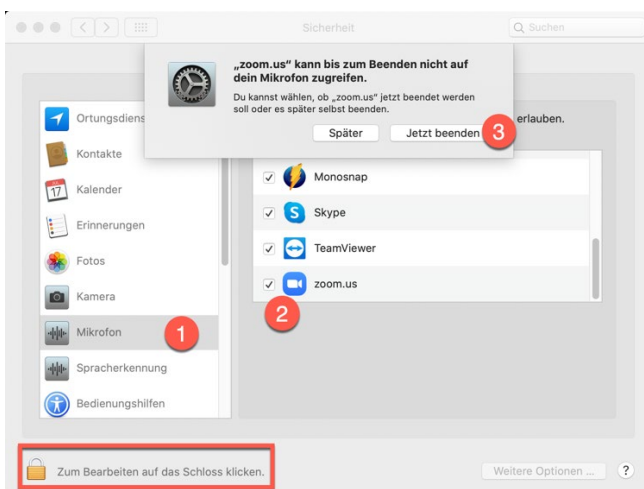 Sicherheit
Suchen
„zoom.us“ kann bis zum Beenden nicht auf
dein Mikrofon zugreifen.
Du kannst wählen, ob „zoom.us“ jetzt beendet werden
soll oder es später selbst beenden.
Später
Jetzt beenden
3
erlauben.
Ortungsdiens
Kontakte
17
Kalender
Erinnerungen
Fotos
Kamera
Mikrofon
1
Spracherkennung
Bedienungshilfen
Monosnap
Skype
TeamViewer
zoom.us
2
Zum Bearbeiten auf das Schloss klicken.
Weitere Optionen ...
?